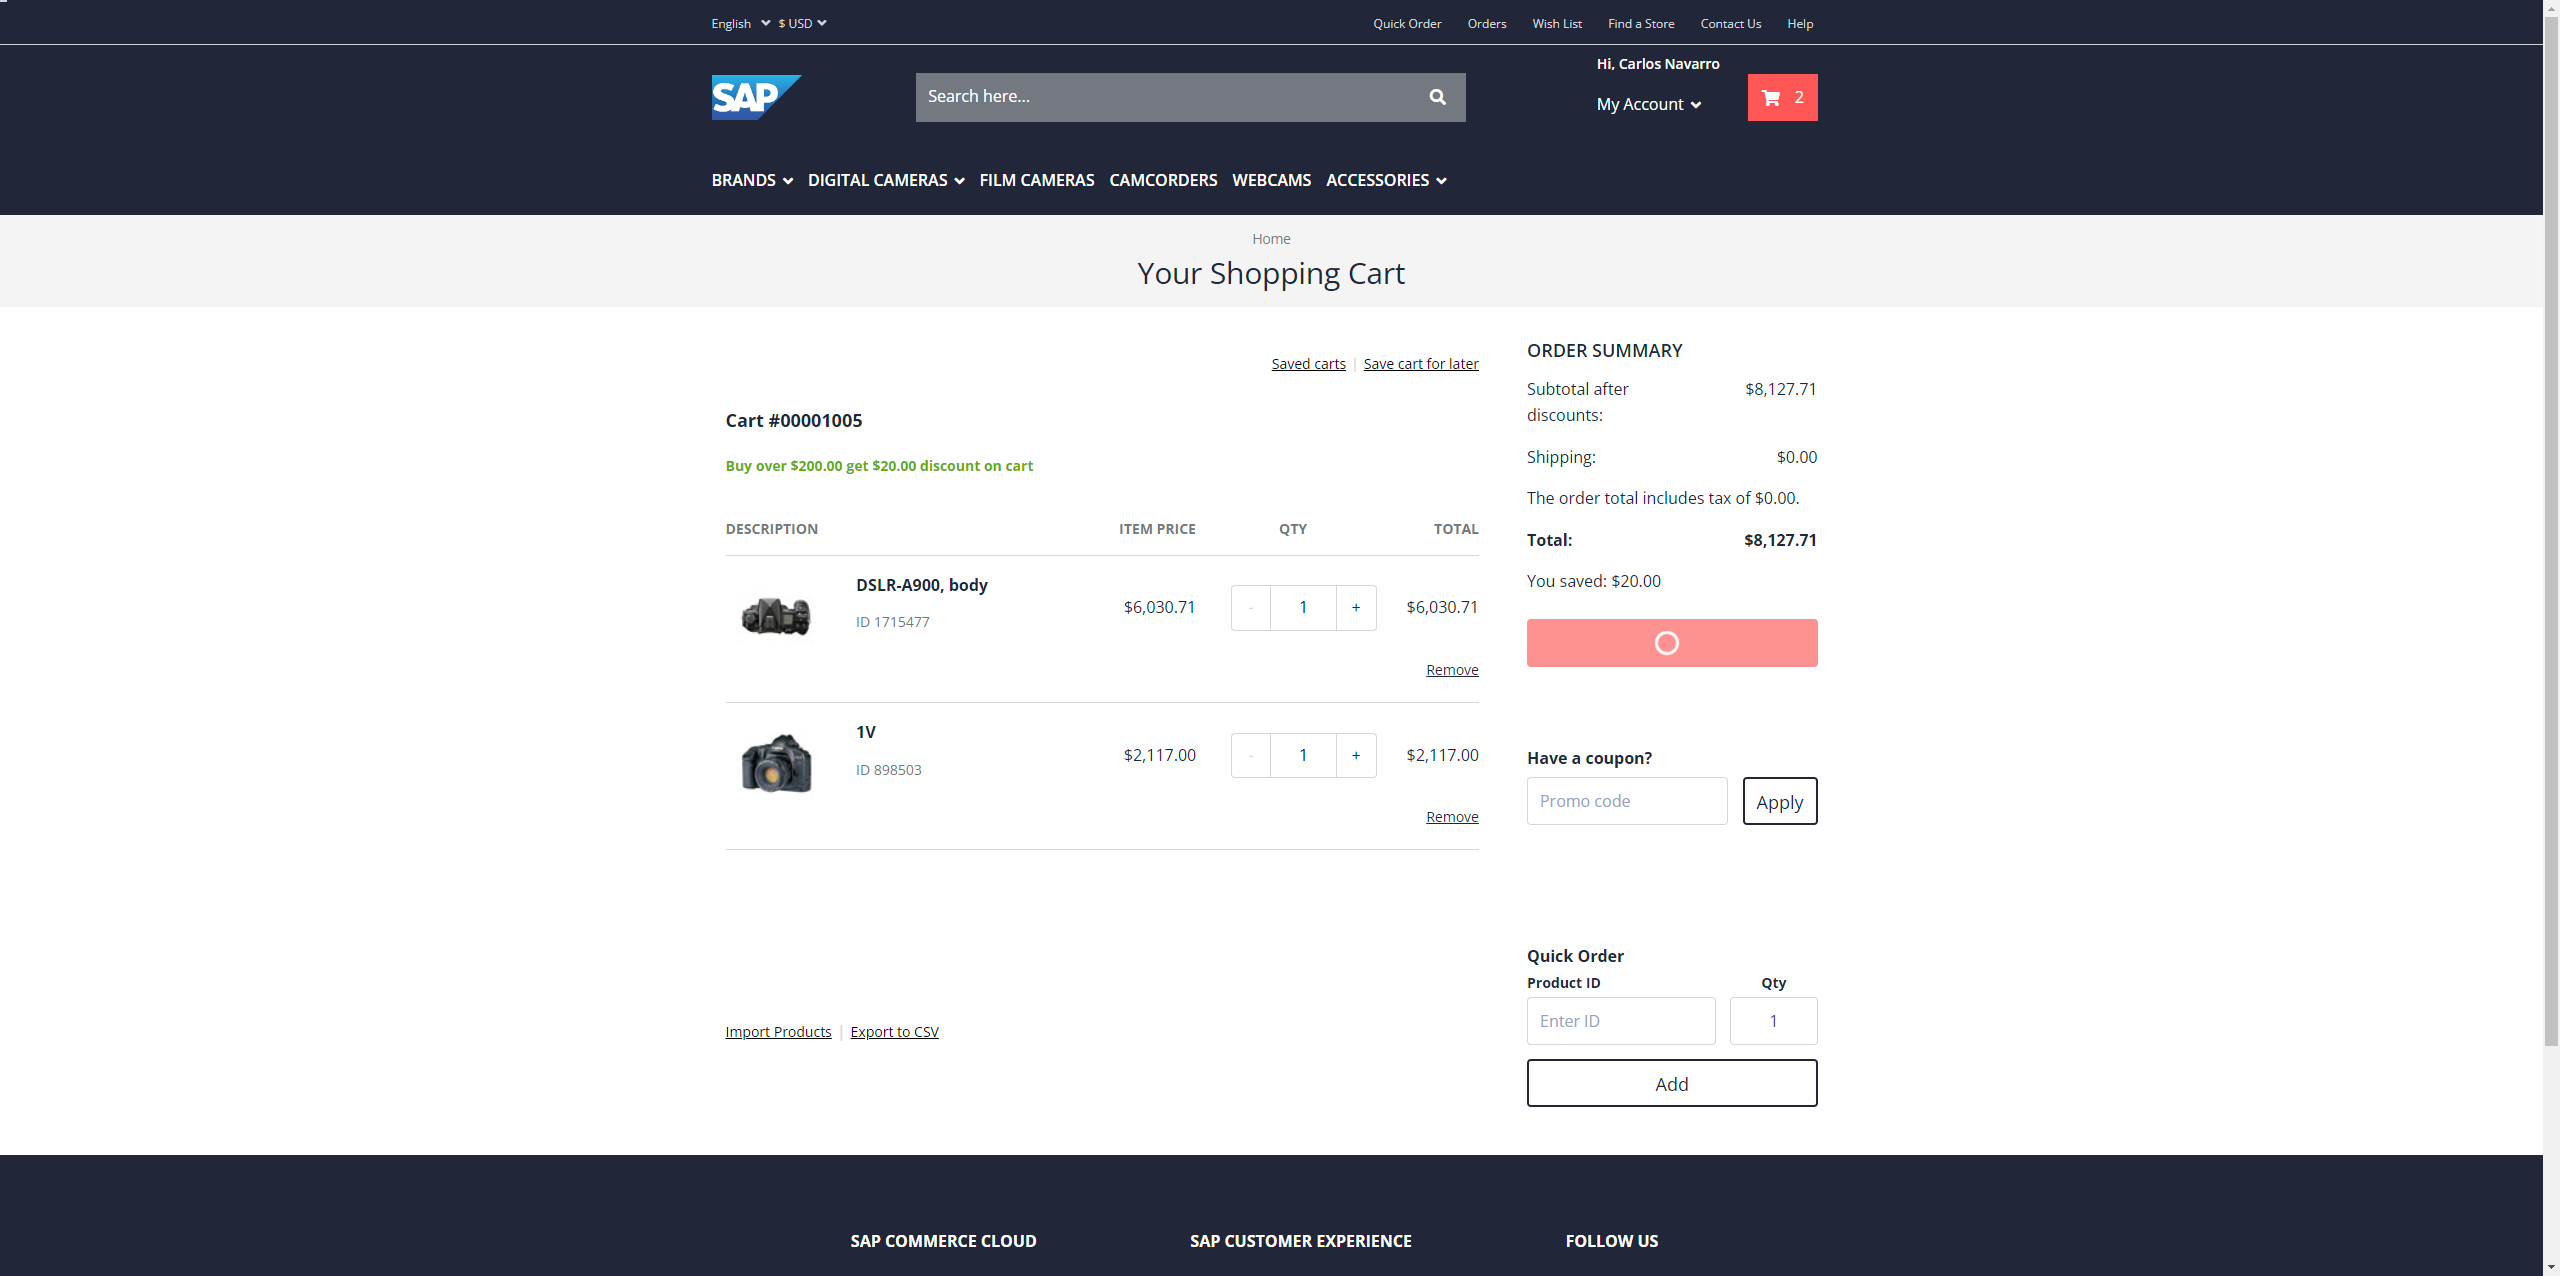 English $ USD
Quick Order Orders Wish List Find a Store Contact Us Help
Hi, Carlos Navarro
SAP Search here... My Account 2
BRANDS DIGITAL CAMERAS FILM CAMERAS CAMCORDERS WEBCAMS ACCESSORIES
Home
Your Shopping Cart
Saved carts | Save cart for later
Cart #00001005
Buy over $200.00 get $20.00 discount on cart
DESCRIPTION ITEM PRICE QTY TOTAL
DSLR-A900, body
ID 1715477
$6,030.71 - 1 + $6,030.71
Remove
1V
ID 898503
$2,117.00 - 1 + $2,117.00
Remove
Import Products | Export to CSV
ORDER SUMMARY
Subtotal after discounts: $8,127.71
Shipping: $0.00
The order total includes tax of $0.00.
Total: $8,127.71
You saved: $20.00
Have a coupon?
Promo code Apply
Quick Order
Product ID Qty
Enter ID 1
Add
SAP COMMERCE CLOUD SAP CUSTOMER EXPERIENCE FOLLOW US